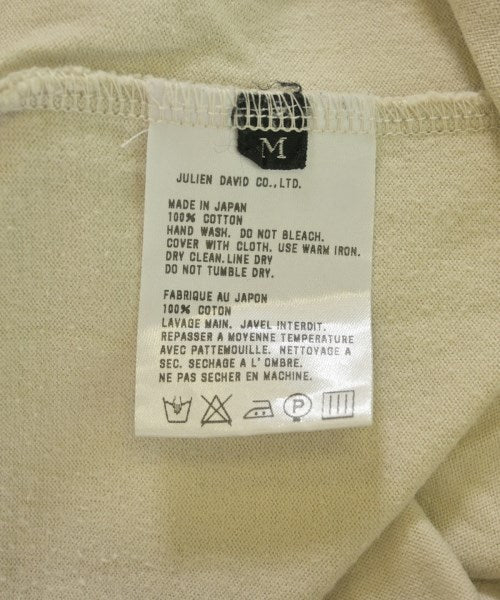 M
JULIEN DAVID CO.,LTD.
MADE IN JAPAN
100% COTTON
HAND WASH. DO NOT BLEACH.
COVER WITH CLOTH. USE WARM IRON.
DRY CLEAN. LINE DRY
DO NOT TUMBLE DRY.
FABRIQUE AU JAPON
100% COTON
LAVAGE MAIN. JAVEL INTERDIT.
REPASSER A MOYENNE TEMPERATURE
AVEC PATTEMOUILLE. NETTOYAGE A
SEC. SECHAGE A L'OMBRE.
NE PAS SECHER EN MACHINE.
P